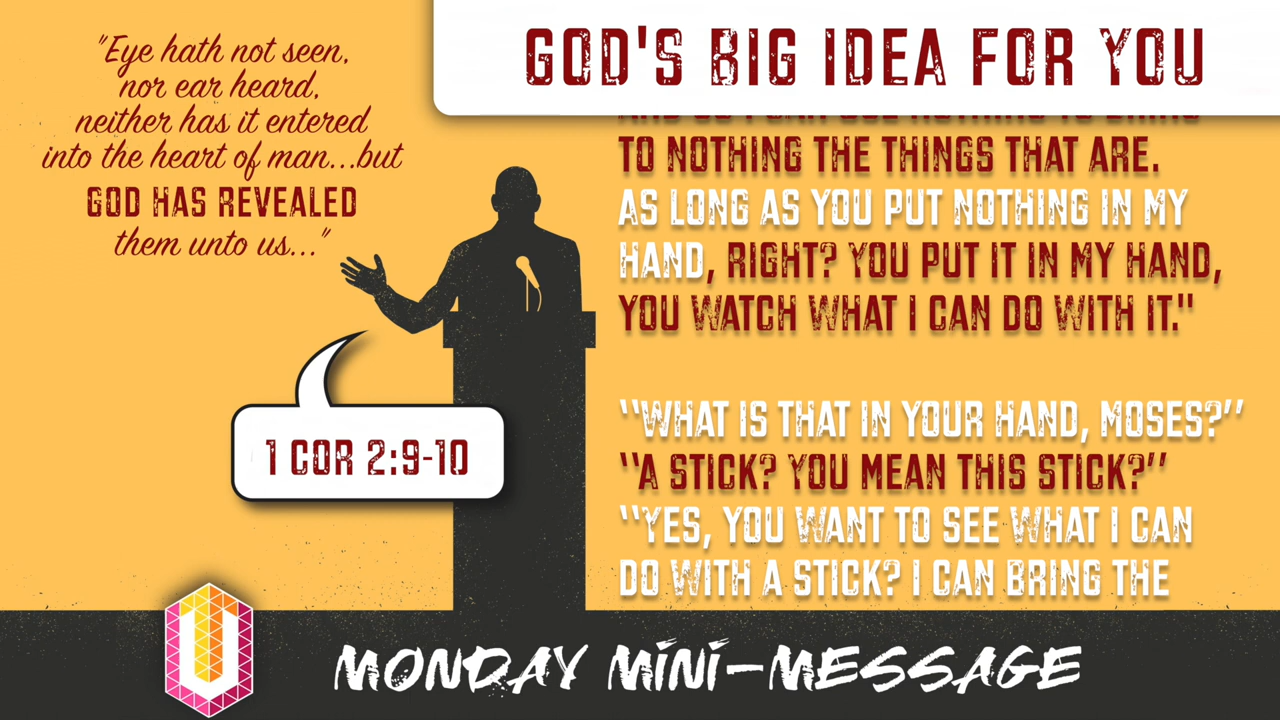 "Eye hath not seen,
nor ear heard,
neither has it entered
into the heart of man...but
GOD HAS REVEALED
them unto us..."
1 COR 2:9-10
GOD'S BIG IDEA FOR YOU
TO NOTHING THE THINGS THAT ARE.
AS LONG AS YOU PUT NOTHING IN MY
HAND, RIGHT? YOU PUT IT IN MY HAND,
YOU WATCH WHAT I CAN DO WITH IT."
"WHAT IS THAT IN YOUR HAND, MOSES?"
"A STICK? YOU MEAN THIS STICK?"
"YES, YOU WANT TO SEE WHAT I CAN
DO WITH A STICK? I CAN BRING THE
U
MONDAY MINI-MESSAGE